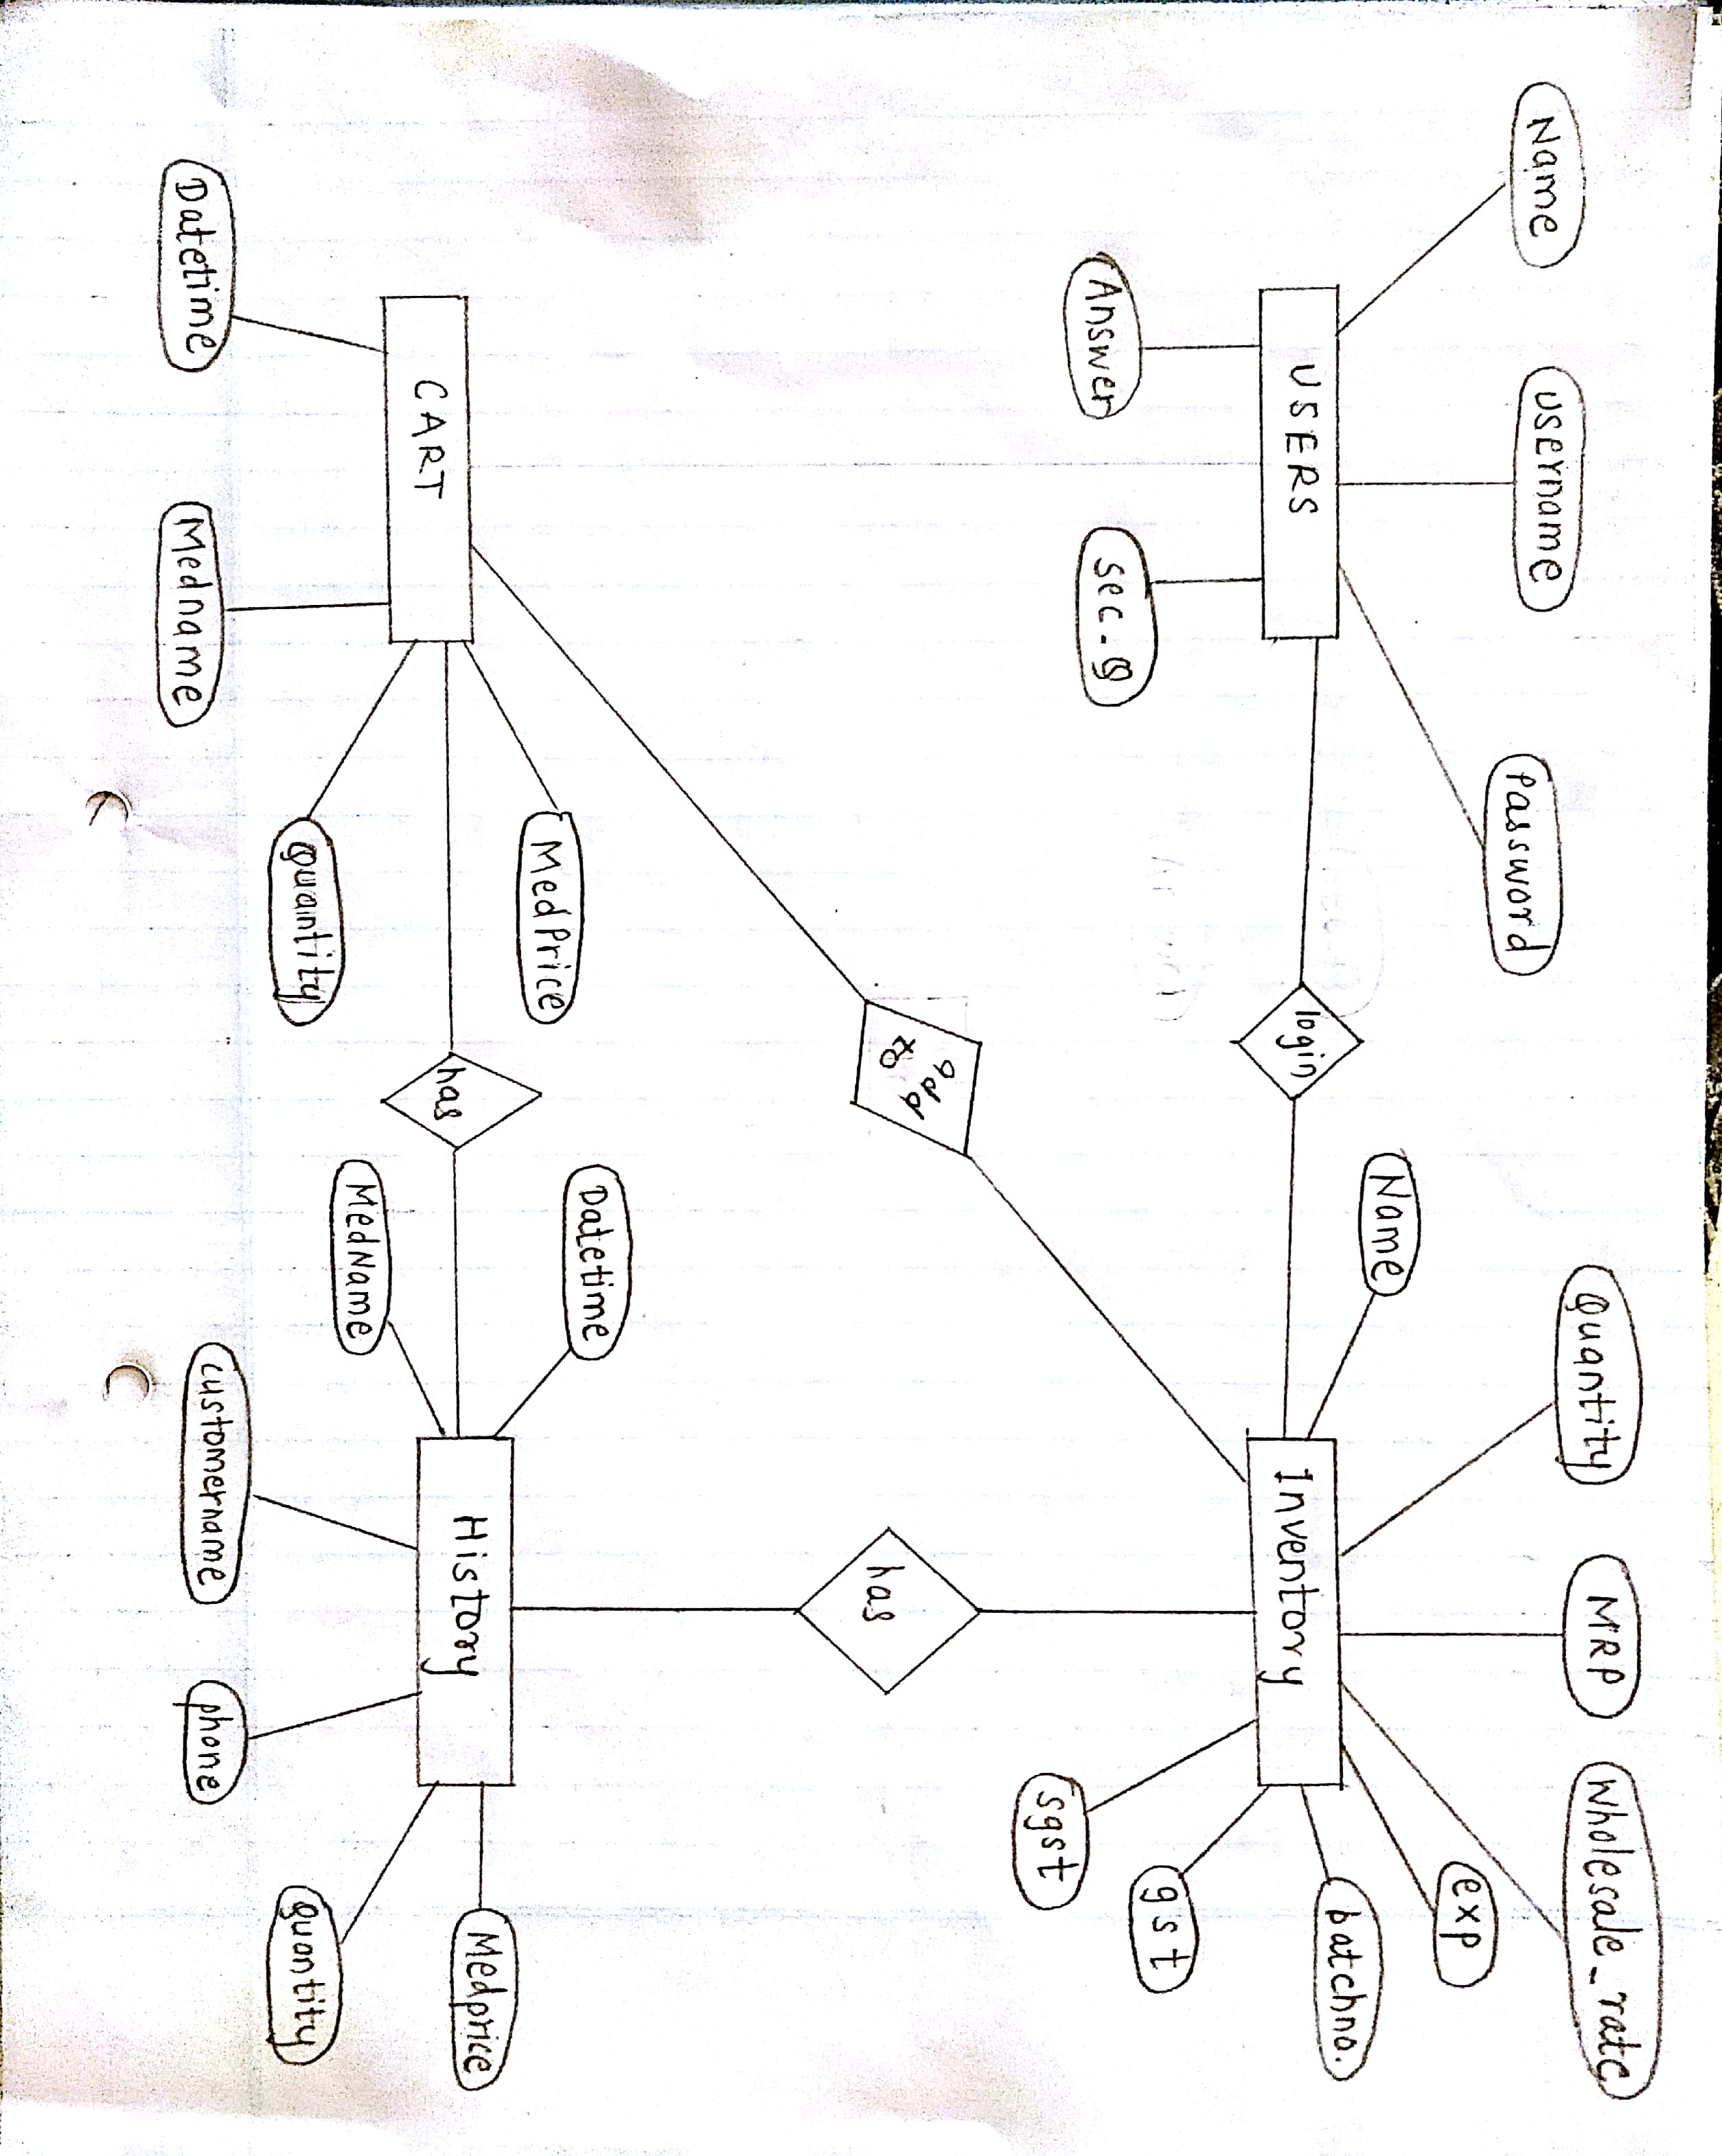 Name
username
Password
USERS
Answer
sec. Q
login
Name
Quantity
MRP
wholesale_rate
exp
batchno.
gst
sgst
Inventory
add
to
has
CART
Datetime
Medname
Quantity
MedPrice
has
MedName
Datetime
History
customername
phone
quantity
Medprice